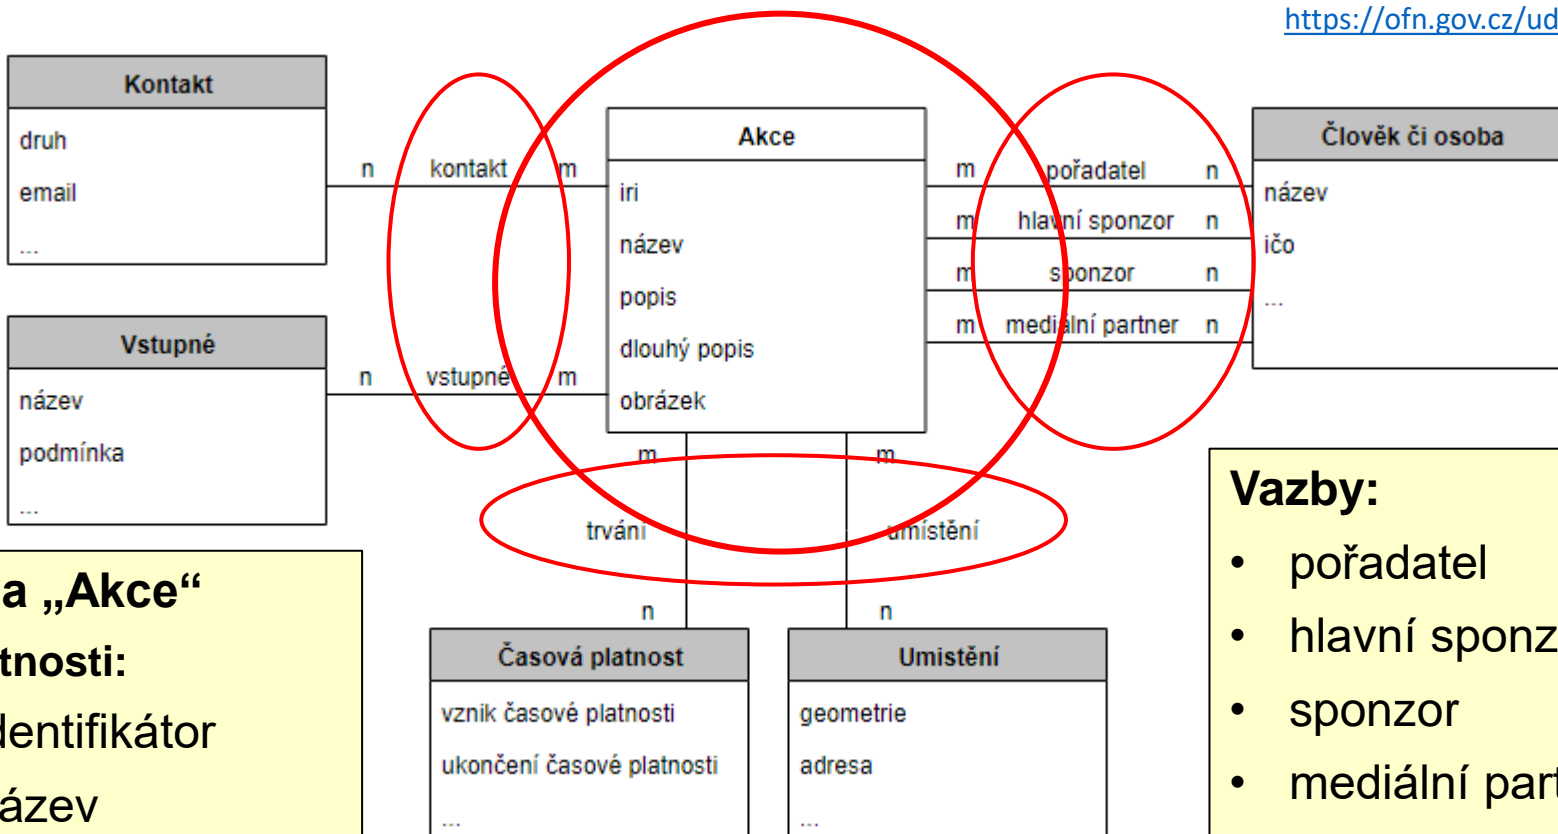 https://ofn.gov.cz/ud
Kontakt
druh
email
...
n kontakt m
Vstupné
název
podmínka
...
n vstupné m
Akce
iri
název
popis
dlouhý popis
obrázek
m pořadatel n
m hlavní sponzor n
m sponzor n
m mediální partner n
Člověk či osoba
název
ičo
...
m
m
trvání
umístění
n
n
Časová platnost
vznik časové platnosti
ukončení časové platnosti
...
Umistění
geometrie
adresa
...
a „Akce“
tnosti:
dentifikátor
ázev
Vazby:
• pořadatel
• hlavní sponz
• sponzor
• mediální part